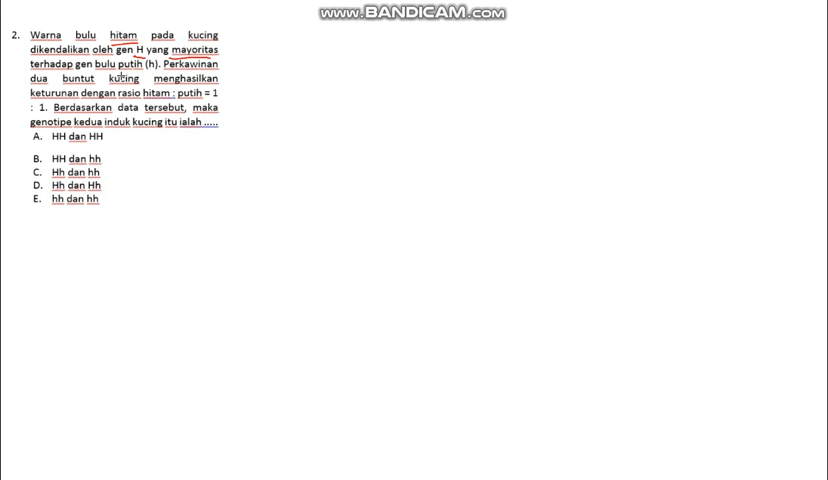 www.BANDICAM.com
2. Warna bulu hitam pada kucing
dikendalikan oleh gen H yang mayoritas
terhadap gen bulu putih (h). Perkawinan
dua buntut kucing menghasilkan
keturunan dengan rasio hitam : putih = 1
: 1. Berdasarkan data tersebut, maka
genotipe kedua induk kucing itu ialah .....
A. HH dan HH
B. HH dan hh
C. Hh dan hh
D. Hh dan Hh
E. hh dan hh